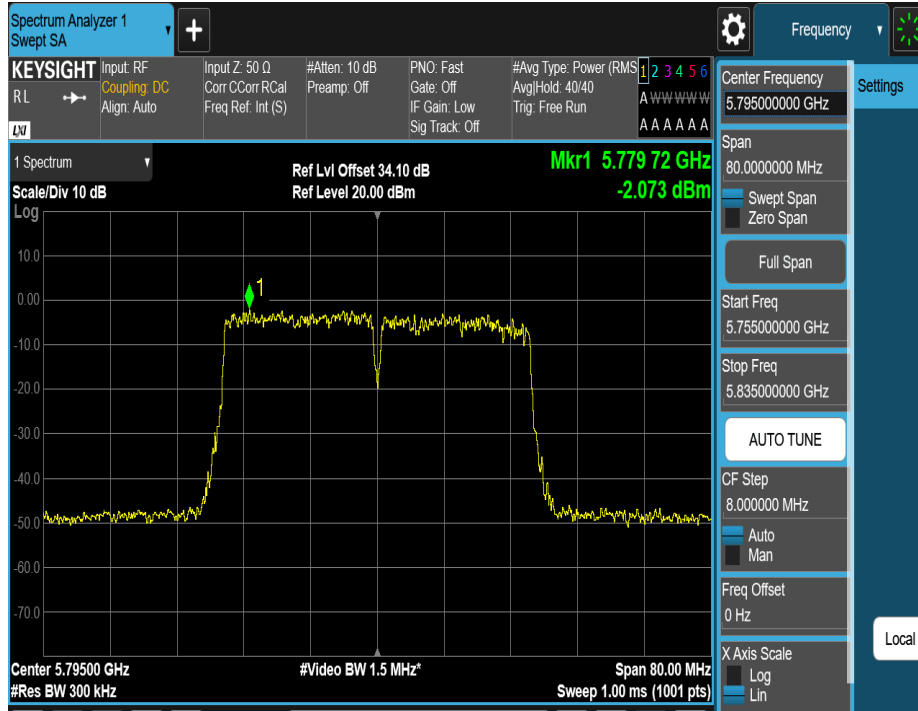 Spectrum Analyzer 1
Swept SA
+
Frequency
KEYSIGHT
R L
LXI
Input: RF
Coupling: DC
Align: Auto
Input Z: 50 Ω
Corr CCorr RCal
Freq Ref: Int (S)
#Atten: 10 dB
Preamp: Off
PNO: Fast
Gate: Off
IF Gain: Low
Sig Track: Off
#Avg Type: Power (RMS
Avg|Hold: 40/40
Trig: Free Run
1 2 3 4 5 6
A W W W W W
A A A A A A
1 Spectrum
Scale/Div 10 dB
Ref Lvl Offset 34.10 dB
Ref Level 20.00 dBm
Mkr1 5.779 72 GHz
-2.073 dBm
Log
10.0
0.00
-10.0
-20.0
-30.0
-40.0
-50.0
-60.0
-70.0
1
Center 5.79500 GHz
#Res BW 300 kHz
#Video BW 1.5 MHz*
Span 80.00 MHz
Sweep 1.00 ms (1001 pts)
Center Frequency
5.795000000 GHz
Span
80.0000000 MHz
Swept Span
Zero Span
Full Span
Start Freq
5.755000000 GHz
Stop Freq
5.835000000 GHz
AUTO TUNE
CF Step
8.000000 MHz
Auto
Man
Freq Offset
0 Hz
X Axis Scale
Log
Lin
Settings
Local